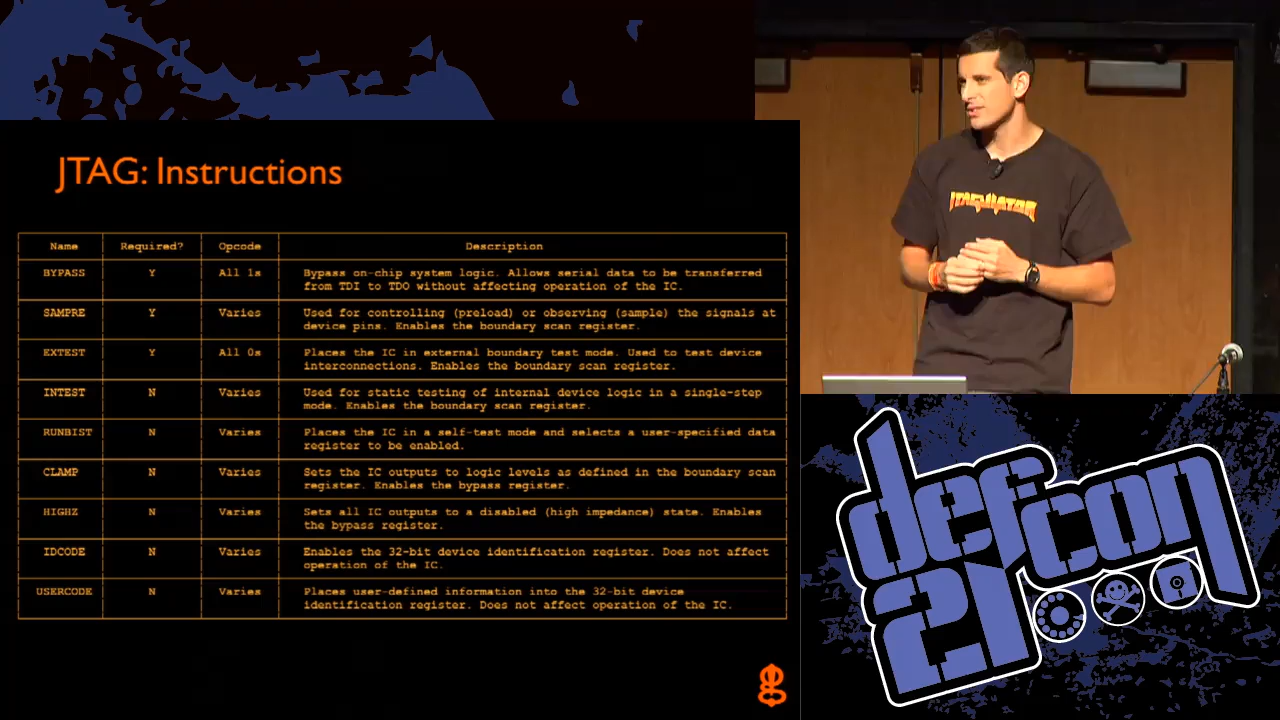 JTAG: Instructions
Name Required? Opcode Description
BYPASS Y All 1s Bypass on-chip system logic. Allows serial data to be transferred
from TDI to TDO without affecting operation of the IC.
SAMPRE Y Varies Used for controlling (preload) or observing (sample) the signals at
device pins. Enables the boundary scan register.
EXTEST Y All 0s Places the IC in external boundary test mode. Used to test device
interconnections. Enables the boundary scan register.
INTEST N Varies Used for static testing of internal device logic in a single-step
mode. Enables the boundary scan register.
RUNBIST N Varies Places the IC in a self-test mode and selects a user-specified data
register to be enabled.
CLAMP N Varies Sets the IC outputs to logic levels as defined in the boundary scan
register. Enables the bypass register.
HIGHZ N Varies Sets all IC outputs to a disabled (high impedance) state. Enables
the bypass register.
IDCODE N Varies Enables the 32-bit device identification register. Does not affect
operation of the IC.
USERCODE N Varies Places user-defined information into the 32-bit device
identification register. Does not affect operation of the IC.
JTAGULATOR
defcon
21